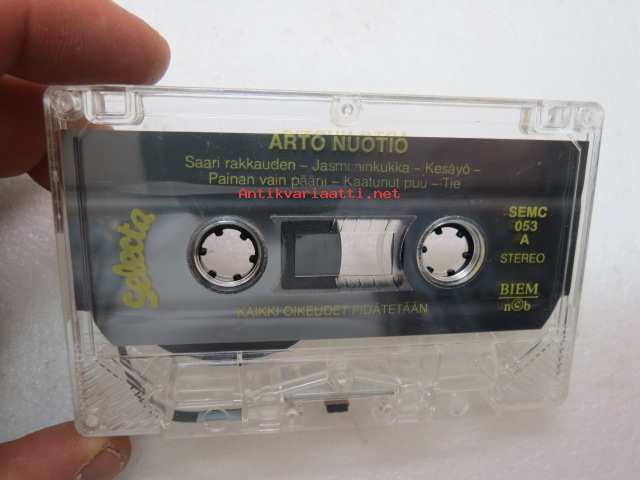 ARTO NUOTIO
Saari rakkauden – Jasmiininkukka – Kesäyö –
Painan vain pääni – Kaatunut puu – Tie
Antikvariaatti.net
Selecta
SEMC
053
A
STEREO
BIEM
n©b
KAIKKI OIKEUDET PIDÄTETÄÄN